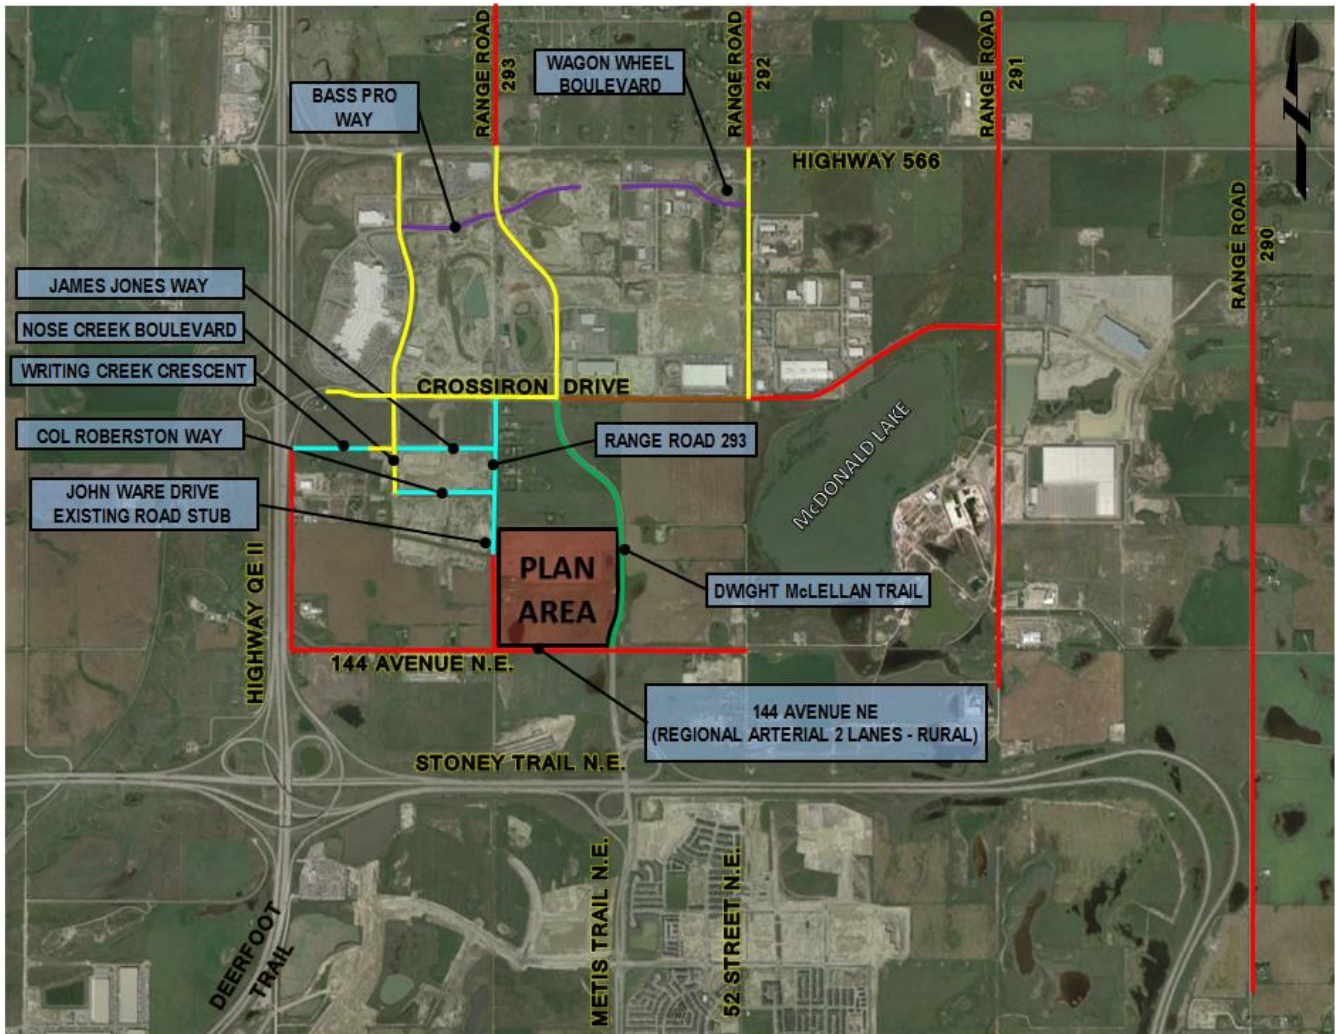 RANGE ROAD
293
RANGE ROAD
292
RANGE ROAD
291
WAGON WHEEL
BOULEVARD
BASS PRO
WAY
HIGHWAY 566
RANGE ROAD
290
JAMES JONES WAY
NOSE CREEK BOULEVARD
WRITING CREEK CRESCENT
CROSSIRON DRIVE
COL ROBERSTON WAY
RANGE ROAD 293
McDONALD LAKE
JOHN WARE DRIVE
EXISTING ROAD STUB
PLAN
AREA
DWIGHT McLELLAN TRAIL
HIGHWAY QE II
144 AVENUE N.E.
144 AVENUE NE
(REGIONAL ARTERIAL 2 LANES - RURAL)
STONEY TRAIL N.E.
DEERFOOT
TRAIL
METIS TRAIL N.E.
52 STREET N.E.